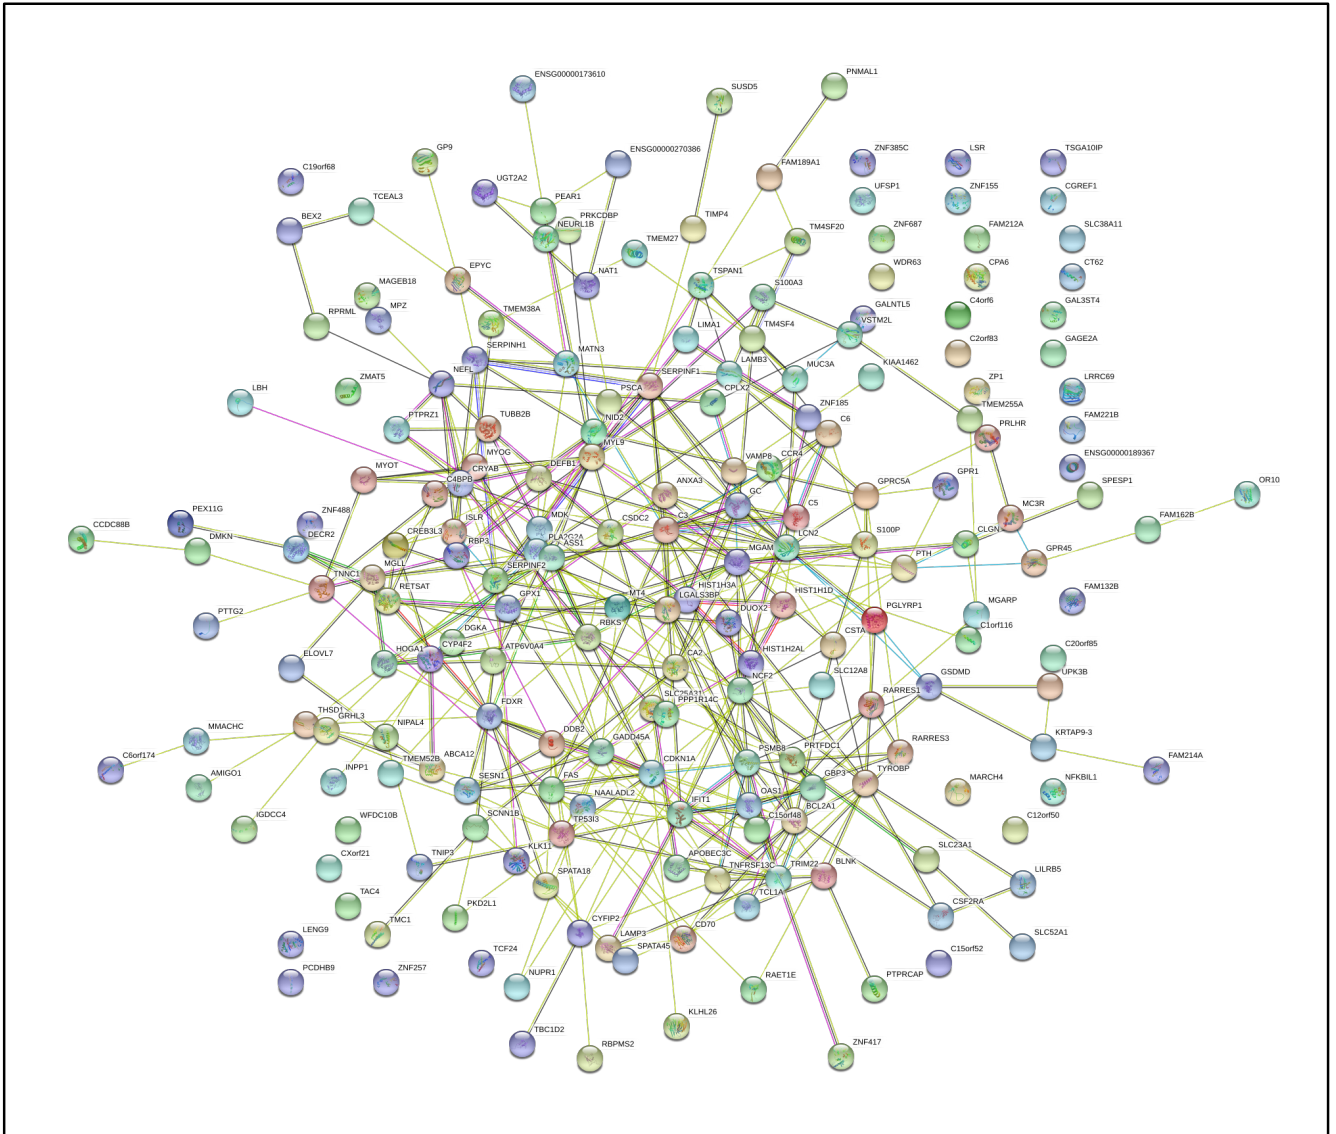 ENSG00000173610
PNMAL1
SUSD5
GP9
ENSG00000270386
ZNF385C
LSR
TSGA10IP
C19orf68
FAM189A1
UGT2A2
PEAR1
UFSP1
ZNF155
CGREF1
TCEAL3
PRKCDBP
BEX2
NEURL1B
TIMP4
TM4SF20
ZNF687
FAM212A
SLC38A11
TMEM27
EPYC
NAT1
TSPAN1
S100A3
WDR63
CPA6
CT62
MAGEB18
MPZ
RPRML
TMEM38A
GALNTL5
VSTM2L
C4orf6
GAL3ST4
LIMA1
TM4SF4
SERPINH1
MATN3
C2orf83
GAGE2A
NEFL
SERPINF1
LAMB3
MUC3A
KIAA1462
ZMAT5
LBH
PSCA
CPLX2
ZP1
LRRC69
PTPRZ1
TUBB2B
NID2
ZNF185
TMEM255A
FAM221B
C6
PRLHR
MYL9
MYOG
MYOT
CRYAB
DEFB1
VAMP8
CCR4
ENSG00000189367
C4BPB
ANXA3
GC
GPRC5A
GPR1
SPESP1
OR10
PEX11G
ZNF488
ISLR
MDK
CSDC2
C3
C5
MC3R
FAM162B
CCDC88B
DMKN
DECR2
CREB3L3
RBP3
PLA2G2A
ASS1
LCN2
S100P
CLGN
MGAM
PTH
GPR45
TNNC1
MGLL
SERPINF2
RETSAT
GPX1
MT4
HIST1H3A
LGALS3BP
HIST1H1D
PGLYRP1
MGARP
FAM132B
PTTG2
DGKA
RBKS
DUOX2
CSTA
C1orf116
HOGA1
CYP4F2
ATP6V0A4
CA2
HIST1H2AL
C20orf85
ELOVL7
SLC12A8
GSDMD
UPK3B
NCF2
SLC25A31
PPP1R14C
RARRES1
FDXR
THSD1
GRHL3
MMACHC
NIPAL4
DDB2
GADD45A
KRTAP9-3
C6orf174
ABCA12
PSMB8
PRTFDC1
RARRES3
FAM214A
AMIGO1
INPP1
TMEM52B
SESN1
FAS
CDKN1A
GBP3
TYROBP
MARCH4
NFKBIL1
IGDCC4
WFDC10B
SCNN1B
NAALADL2
TP53I3
IFIT1
OAS1
BCL2A1
C15orf48
C12orf50
CXorf21
TNIP3
KLK11
APOBEC3C
SLC23A1
SPATA18
TNFRSF13C
TRIM22
BLNK
LILRB5
TAC4
PKD2L1
TCL1A
CSF2RA
TMC1
CYFIP2
CD70
LENG9
TCF24
LAMP3
SPATA45
C15orf52
SLC52A1
PCDHB9
ZNF257
NUPR1
RAET1E
PTPRCAP
KLHL26
TBC1D2
RBPMS2
ZNF417